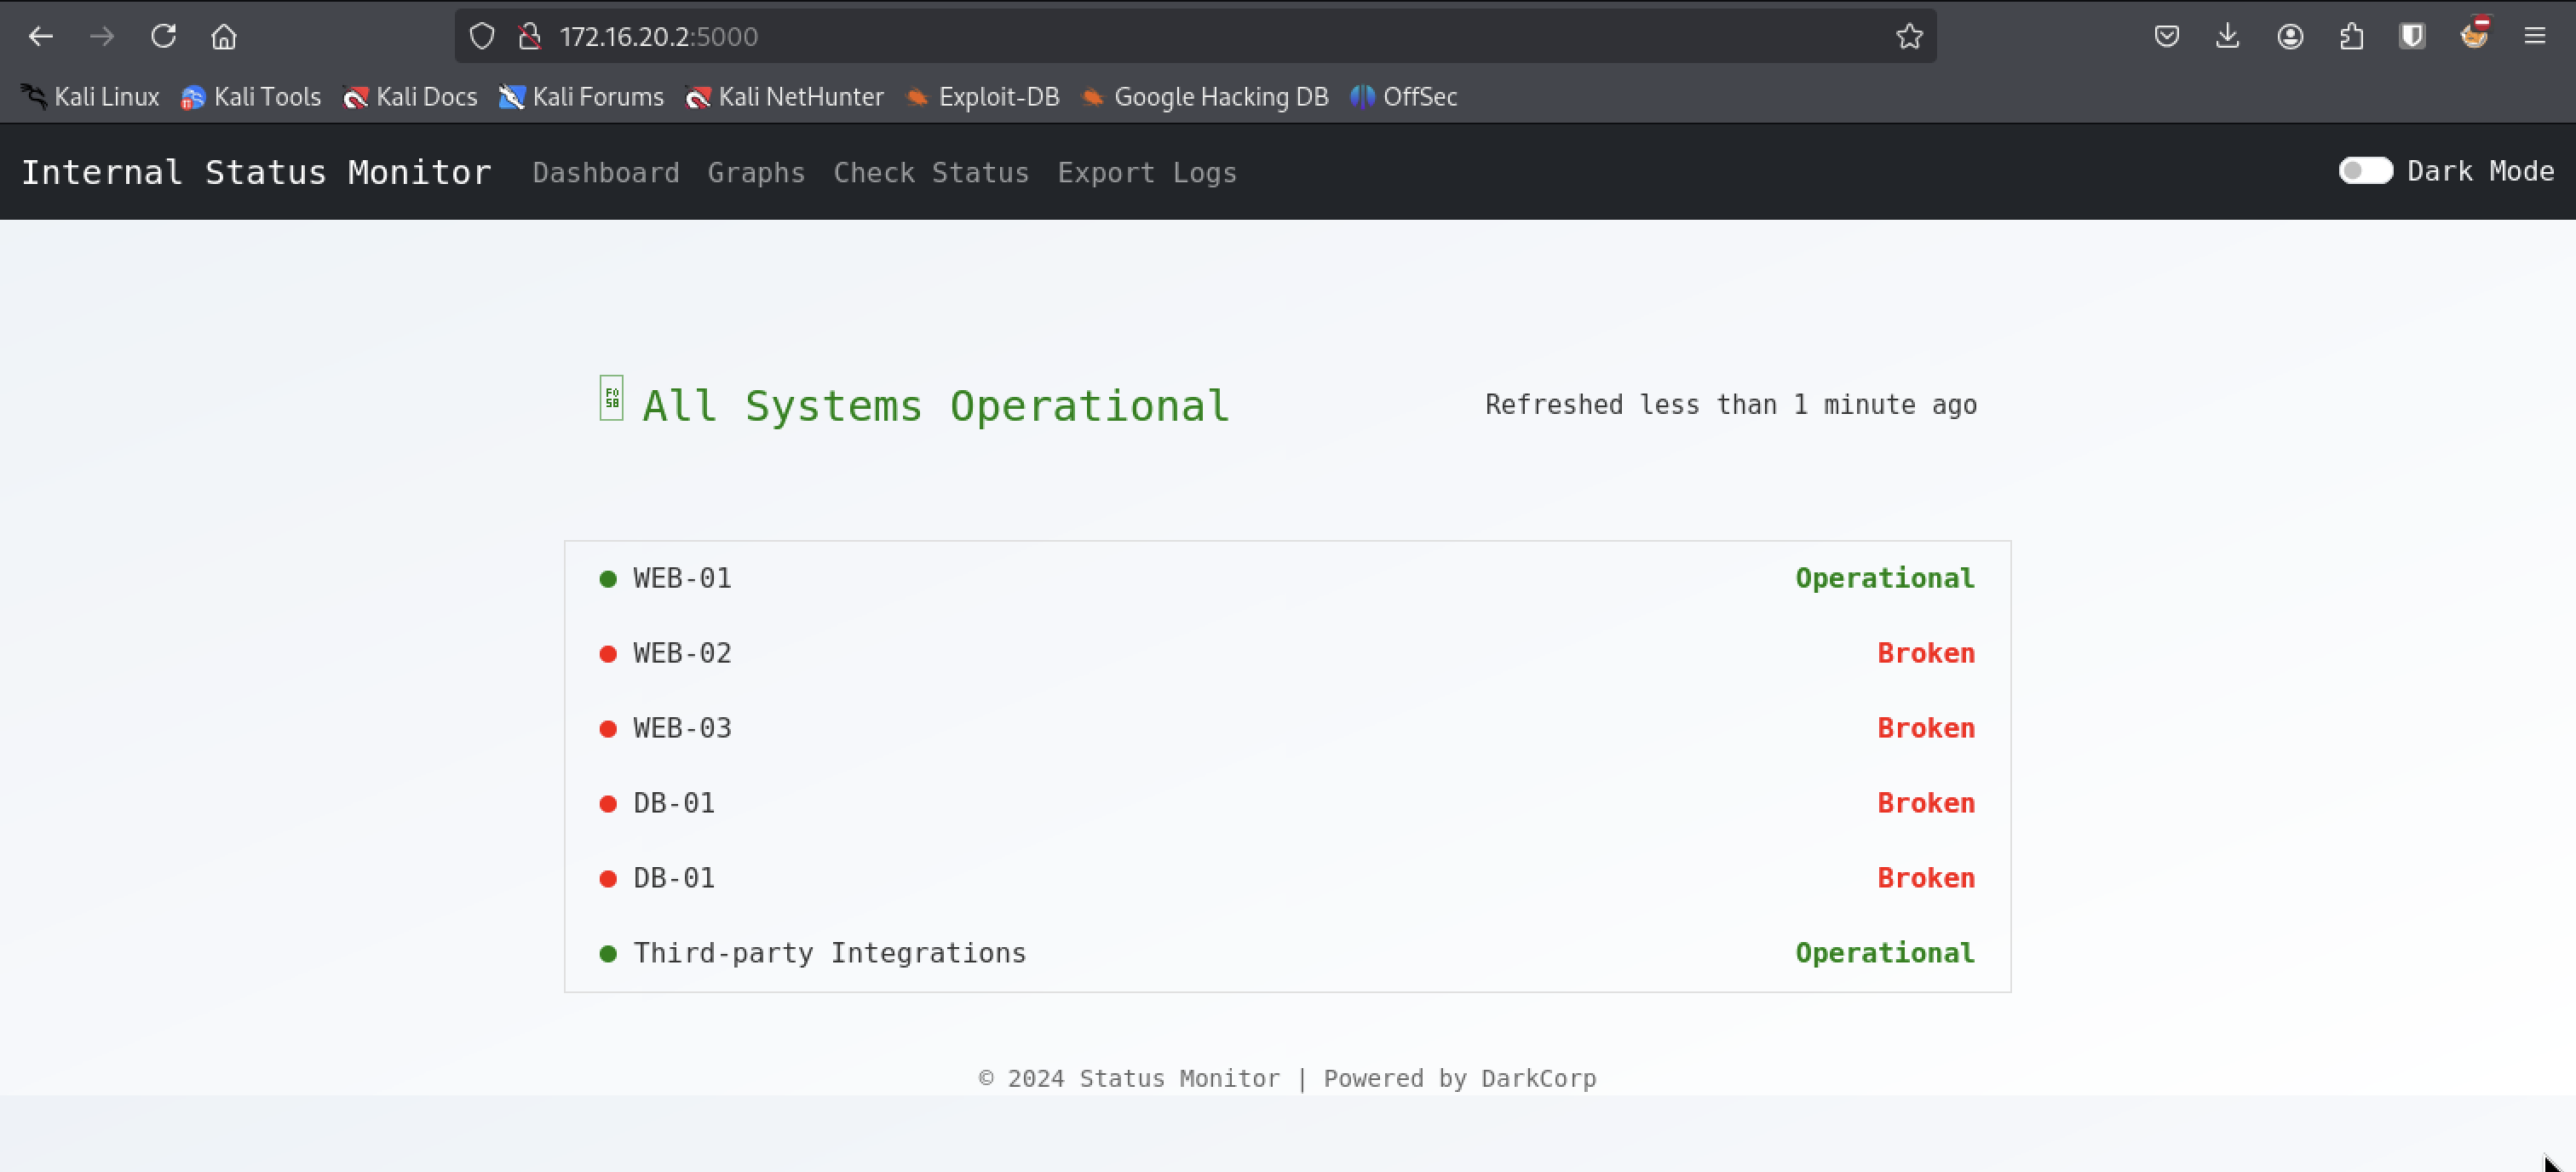 172.16.20.2:5000
Kali Linux Kali Tools Kali Docs Kali Forums Kali NetHunter Exploit-DB Google Hacking DB OffSec
Internal Status Monitor Dashboard Graphs Check Status Export Logs Dark Mode
F0
58
All Systems Operational Refreshed less than 1 minute ago
WEB-01 Operational
WEB-02 Broken
WEB-03 Broken
DB-01 Broken
DB-01 Broken
Third-party Integrations Operational
© 2024 Status Monitor | Powered by DarkCorp